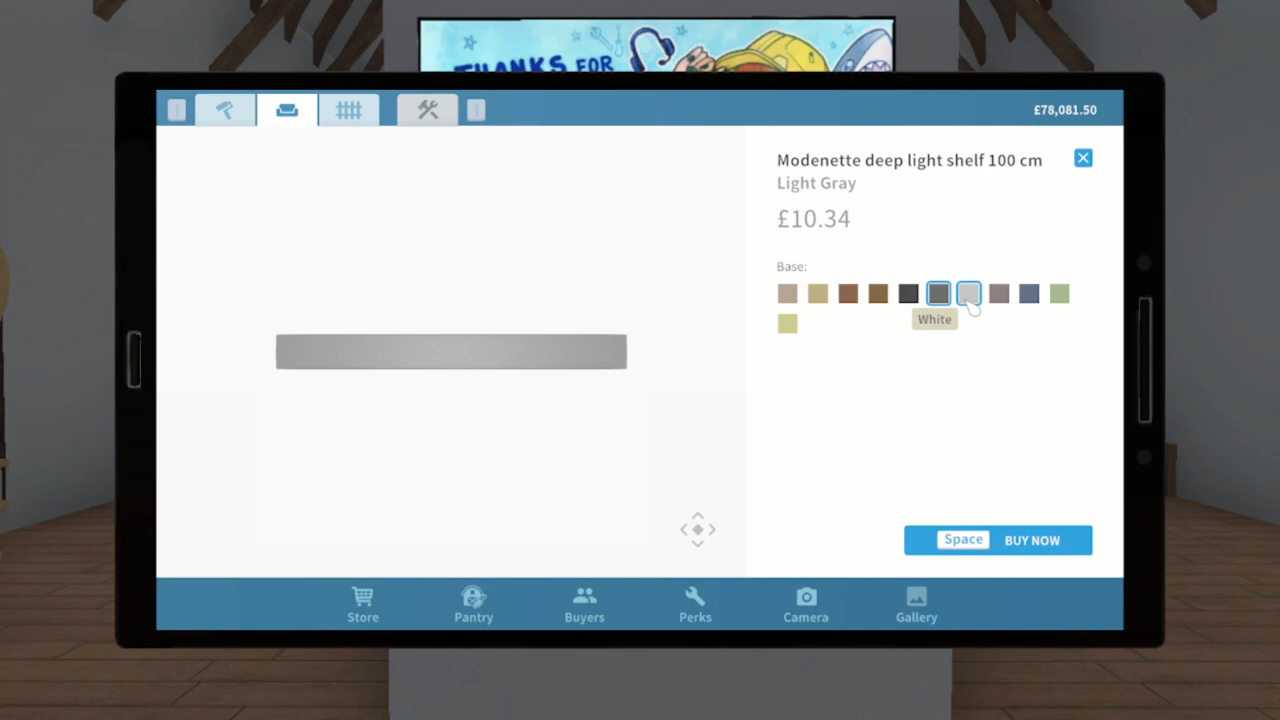 THANKS FOR
£78,081.50
Modenette deep light shelf 100 cm
Light Gray
£10.34
Base:
White
Space BUY NOW
Store Pantry Buyers Perks Camera Gallery